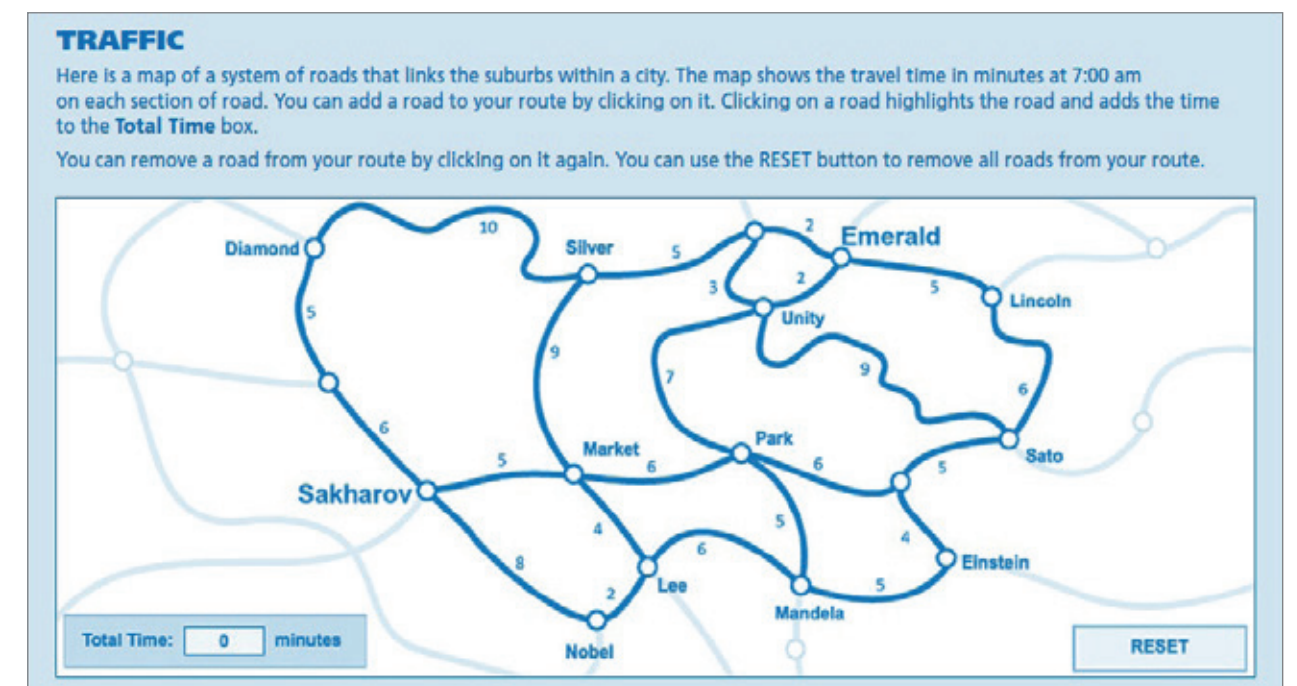 TRAFFIC
Here is a map of a system of roads that links the suburbs within a city. The map shows the travel time in minutes at 7:00 am
on each section of road. You can add a road to your route by clicking on it. Clicking on a road highlights the road and adds the time
to the Total Time box.
You can remove a road from your route by clicking on it again. You can use the RESET button to remove all roads from your route.
10
2
Diamond
Silver
5
Emerald
3
2
5
Lincoln
5
Unity
9
7
9
6
6
Park
Market
5
6
6
5
Sato
Sakharov
4
5
4
8
6
Einstein
Lee
2
5
Mandela
Nobel
Total Time: 0 minutes
RESET